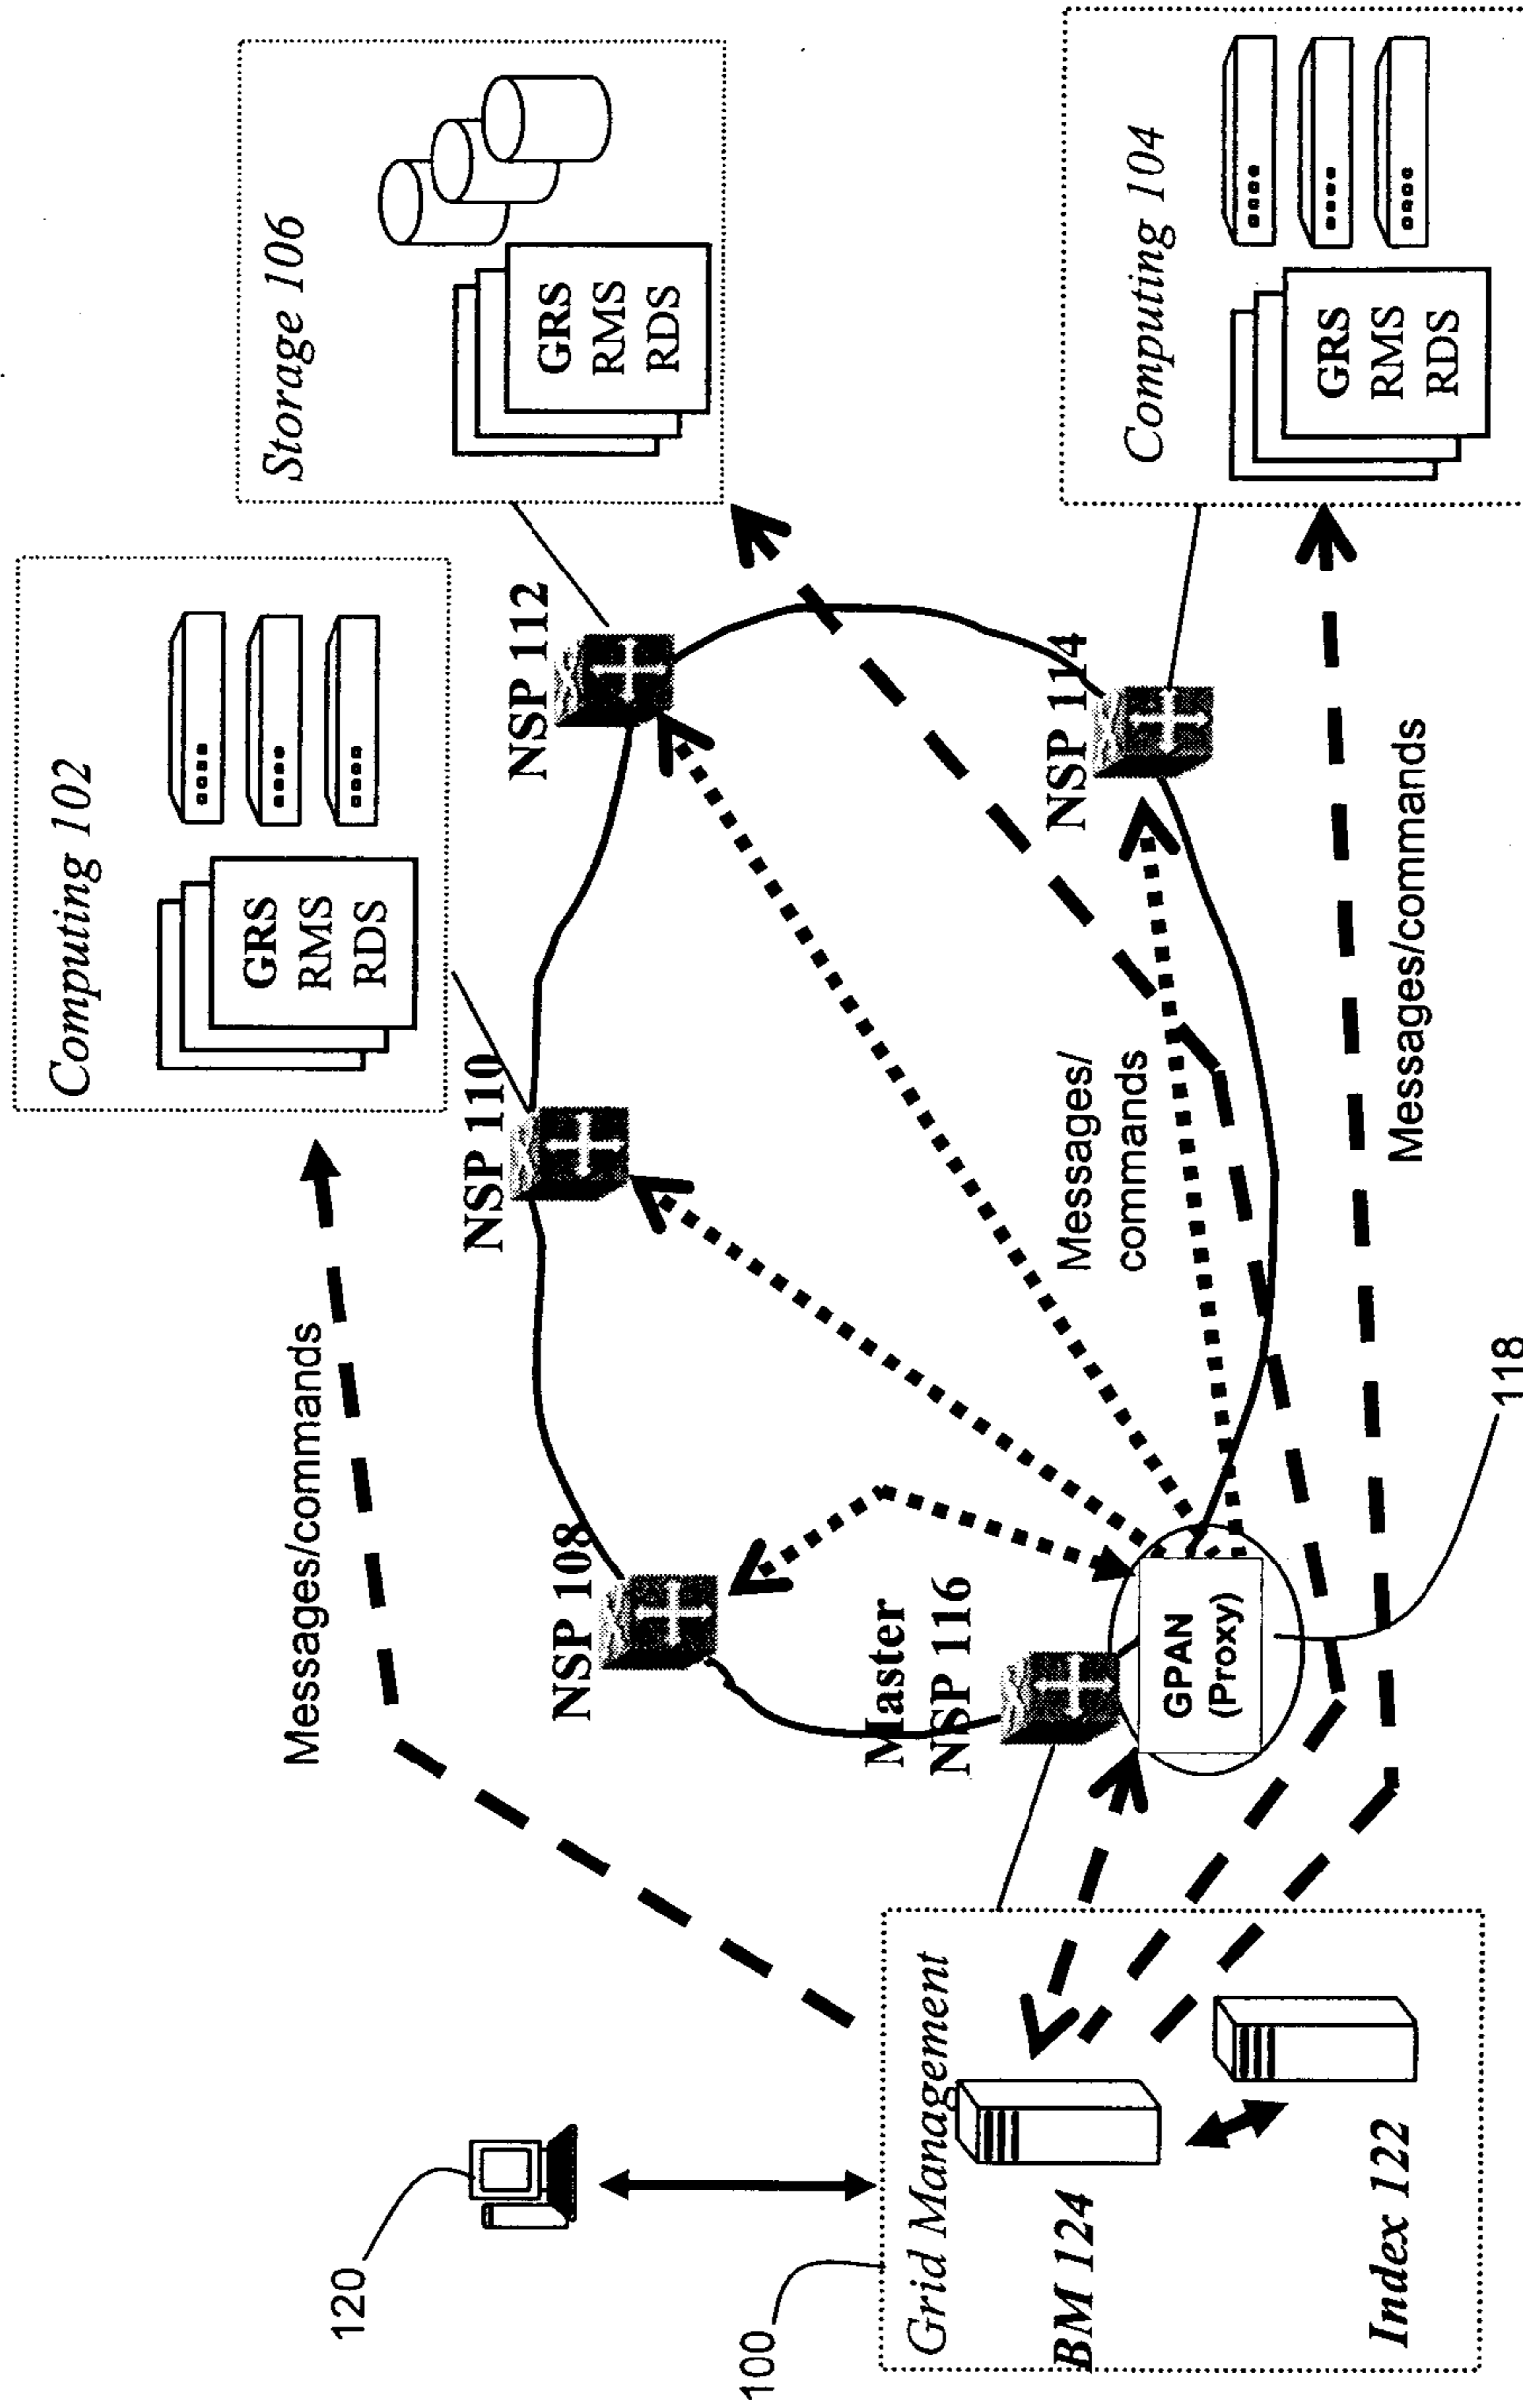 120
100
Grid Management
BM 124
Index 122
Messages/commands
Computing 102
GRS
RMS
RDS
NSP 108
NSP 110
NSP 112
Storage 106
GRS
RMS
RDS
Master
NSP 116
GPAN
(Proxy)
118
Messages/
commands
NSP 114
Messages/commands
Computing 104
GRS
RMS
RDS